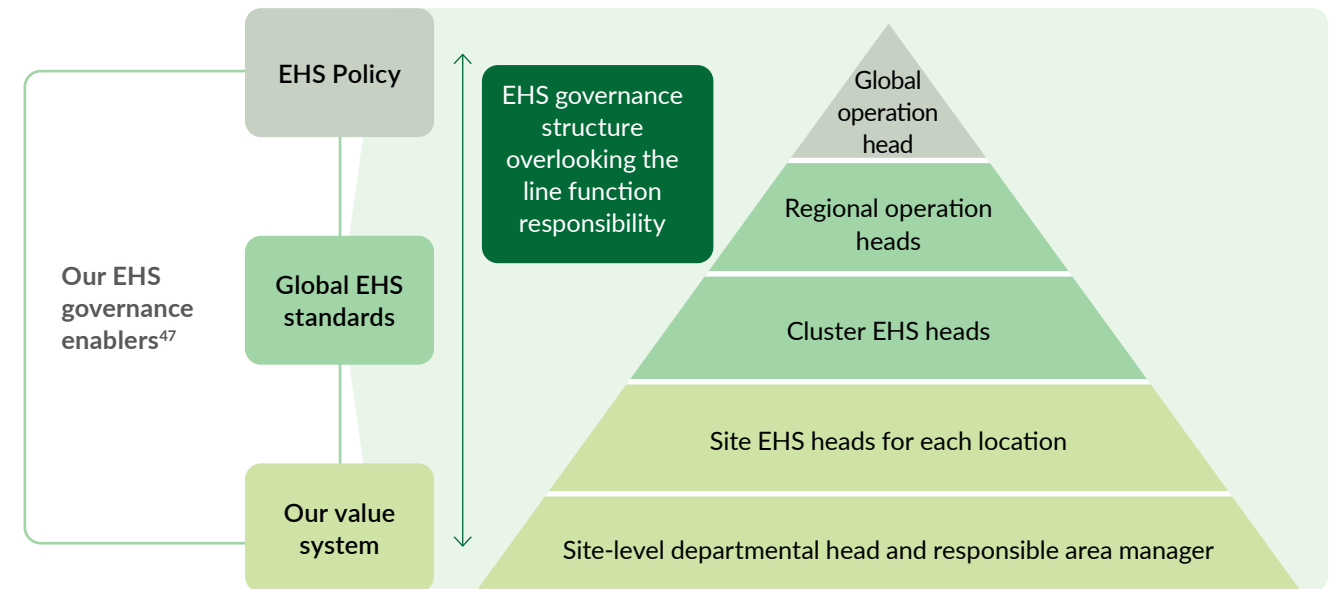 Our EHS
governance
enablers47
EHS Policy
Global EHS
standards
Our value
system
EHS governance
structure
overlooking the
line function
responsibility
Global
operation
head
Regional operation
heads
Cluster EHS heads
Site EHS heads for each location
Site-level departmental head and responsible area manager